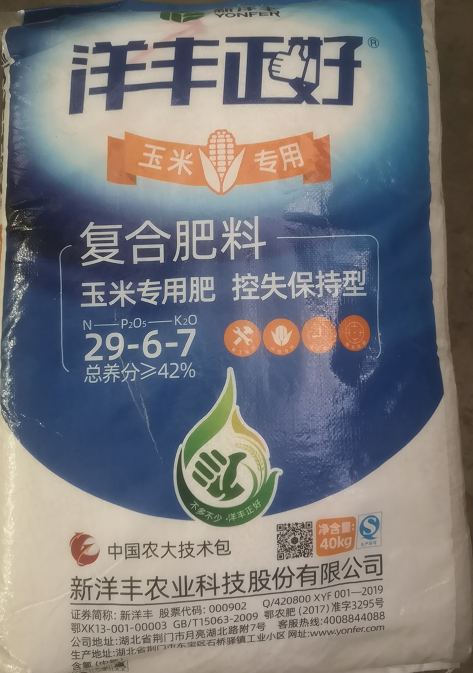 新洋丰
YONFER
洋丰正好®
玉米 专用
复合肥料
玉米专用肥 控失保持型
N—P₂O₅—K₂O
29-6-7
总养分≥42%
不多不少·洋丰正好
净含量:
40kg
中国农大技术包
新洋丰农业科技股份有限公司
证券简称: 新洋丰 股票代码: 000902 Q/420800 XYF 001—2019
鄂XK13-001-00003 GB/T15063-2009 鄂农肥 (2017) 准字3295号
公司地址:湖北省荆门市月亮湖北路附7号 客服热线:4008844088
生产地址:湖北省荆门市东宝区石桥驿镇工业小区 网址:www.yonfer.com
含氯